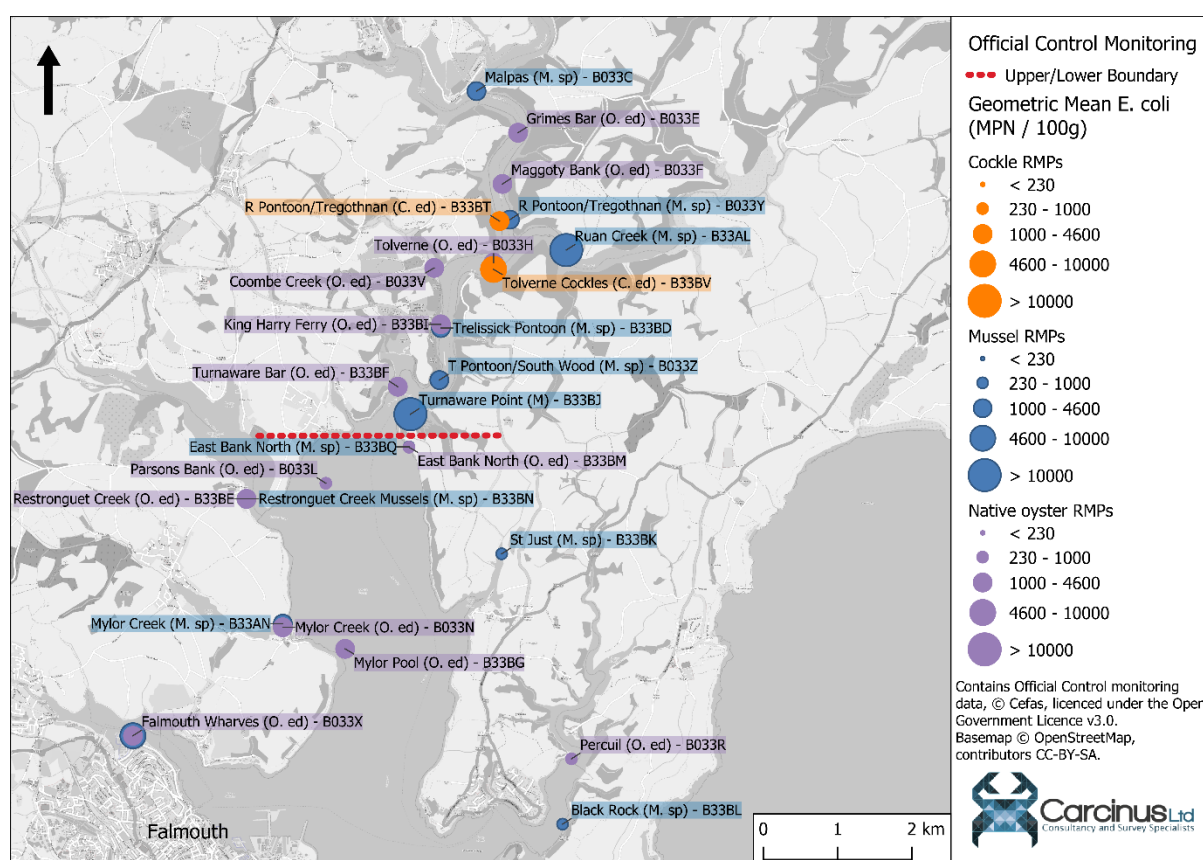 Malpas (M. sp) - B033C
Grimes Bar (O. ed) - B033E
Maggoty Bank (O. ed) - B033F
R Pontoon/Tregothnan (C. ed) - B33BT
R Pontoon/Tregothnan (M. sp) - B033Y
Ruan Creek (M. sp) - B33AL
Tolverne (O. ed) - B033H
Coombe Creek (O. ed) - B033V
Tolverne Cockles (C. ed) - B33BV
King Harry Ferry (O. ed) - B33BI
Trelissick Pontoon (M. sp) - B33BD
Turnaware Bar (O. ed) - B33BF
T Pontoon/South Wood (M. sp) - B033Z
Turnaware Point (M) - B33BJ
East Bank North (M. sp) - B33BQ
East Bank North (O. ed) - B33BM
Parsons Bank (O. ed) - B033L
Restronguet Creek (O. ed) - B33BE
Restronguet Creek Mussels (M. sp) - B33BN
St Just (M. sp) - B33BK
Mylor Creek (M. sp) - B33AN
Mylor Creek (O. ed) - B033N
Mylor Pool (O. ed) - B33BG
Falmouth Wharves (O. ed) - B033X
Percuil (O. ed) - B033R
Black Rock (M. sp) - B33BL
Falmouth
0 1 2 km
Official Control Monitoring
Upper/Lower Boundary
Geometric Mean E. coli
(MPN / 100g)
Cockle RMPs
< 230
230 - 1000
1000 - 4600
4600 - 10000
> 10000
Mussel RMPs
< 230
230 - 1000
1000 - 4600
4600 - 10000
> 10000
Native oyster RMPs
< 230
230 - 1000
1000 - 4600
4600 - 10000
> 10000
Contains Official Control monitoring
data, © Cefas, licenced under the Open
Government Licence v3.0.
Basemap © OpenStreetMap,
contributors CC-BY-SA.
Carcinus Ltd
Consultancy and Survey Specialists